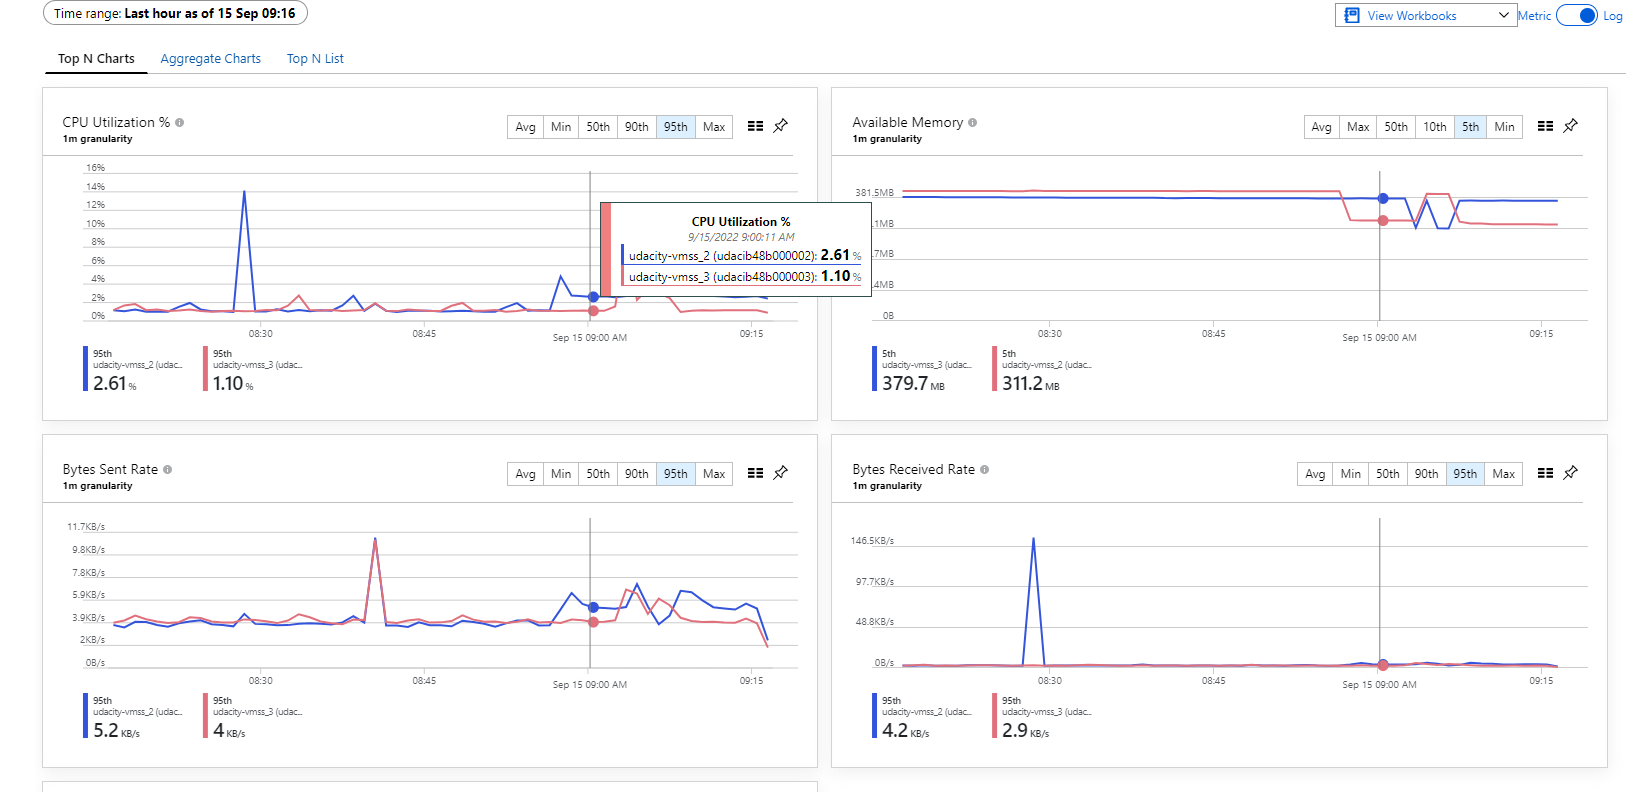 Time range: Last hour as of 15 Sep 09:16
View Workbooks
Metric
Log
Top N Charts
Aggregate Charts
Top N List
CPU Utilization %
1m granularity
Avg Min 50th 90th 95th Max
16%
14%
12%
10%
8%
6%
4%
2%
0%
08:30
08:45
Sep 15 09:00 AM
09:15
CPU Utilization %
9/15/2022 9:00:11 AM
udacity-vmss_2 (udacib48b000002): 2.61 %
udacity-vmss_3 (udacib48b000003): 1.10 %
95th
udacity-vmss_2 (udac...
2.61 %
95th
udacity-vmss_3 (udac...
1.10 %
Available Memory
1m granularity
Avg Max 50th 10th 5th Min
381.5MB
.1MB
.7MB
.4MB
0B
08:30
08:45
Sep 15 09:00 AM
09:15
5th
udacity-vmss_3 (udac...
379.7 MB
5th
udacity-vmss_2 (udac...
311.2 MB
Bytes Sent Rate
1m granularity
Avg Min 50th 90th 95th Max
11.7KB/s
9.8KB/s
7.8KB/s
5.9KB/s
3.9KB/s
2KB/s
0B/s
08:30
08:45
Sep 15 09:00 AM
09:15
95th
udacity-vmss_2 (udac...
5.2 KB/s
95th
udacity-vmss_3 (udac...
4 KB/s
Bytes Received Rate
1m granularity
Avg Min 50th 90th 95th Max
146.5KB/s
97.7KB/s
48.8KB/s
0B/s
08:30
08:45
Sep 15 09:00 AM
09:15
95th
udacity-vmss_2 (udac...
4.2 KB/s
95th
udacity-vmss_3 (udac...
2.9 KB/s